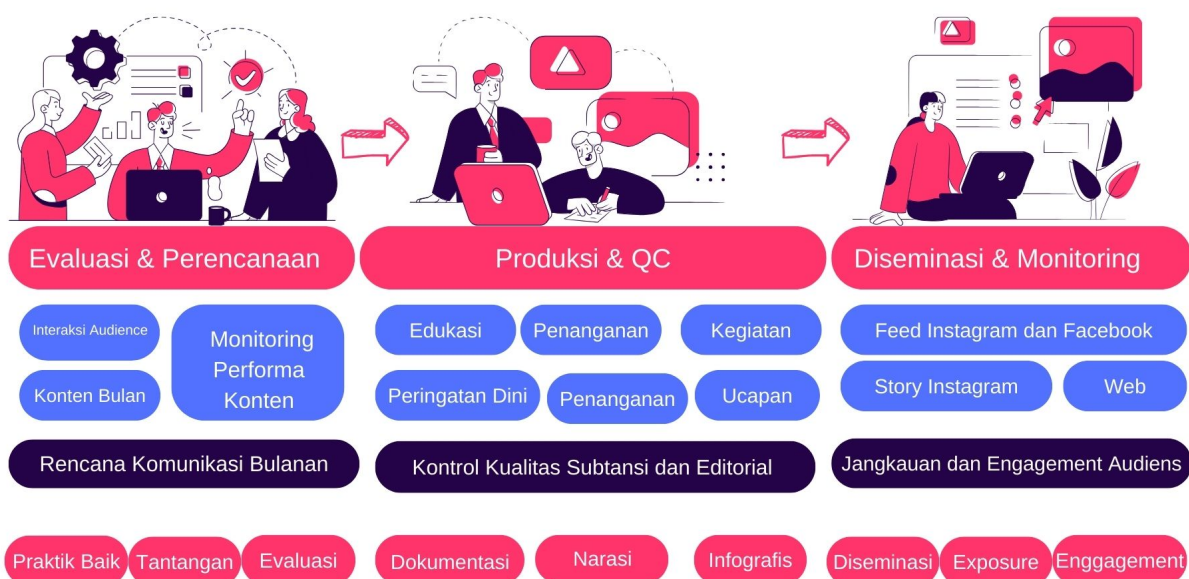 Evaluasi & Perencanaan
Interaksi Audience
Konten Bulan
Monitoring
Performa
Konten
Rencana Komunikasi Bulanan
Praktik Baik
Tantangan
Evaluasi
Produksi & QC
Edukasi
Penanganan
Kegiatan
Peringatan Dini
Penanganan
Ucapan
Kontrol Kualitas Subtansi dan Editorial
Dokumentasi
Narasi
Infografis
Diseminasi & Monitoring
Feed Instagram dan Facebook
Story Instagram
Web
Jangkauan dan Engagement Audiens
Diseminasi
Exposure
Enggagement